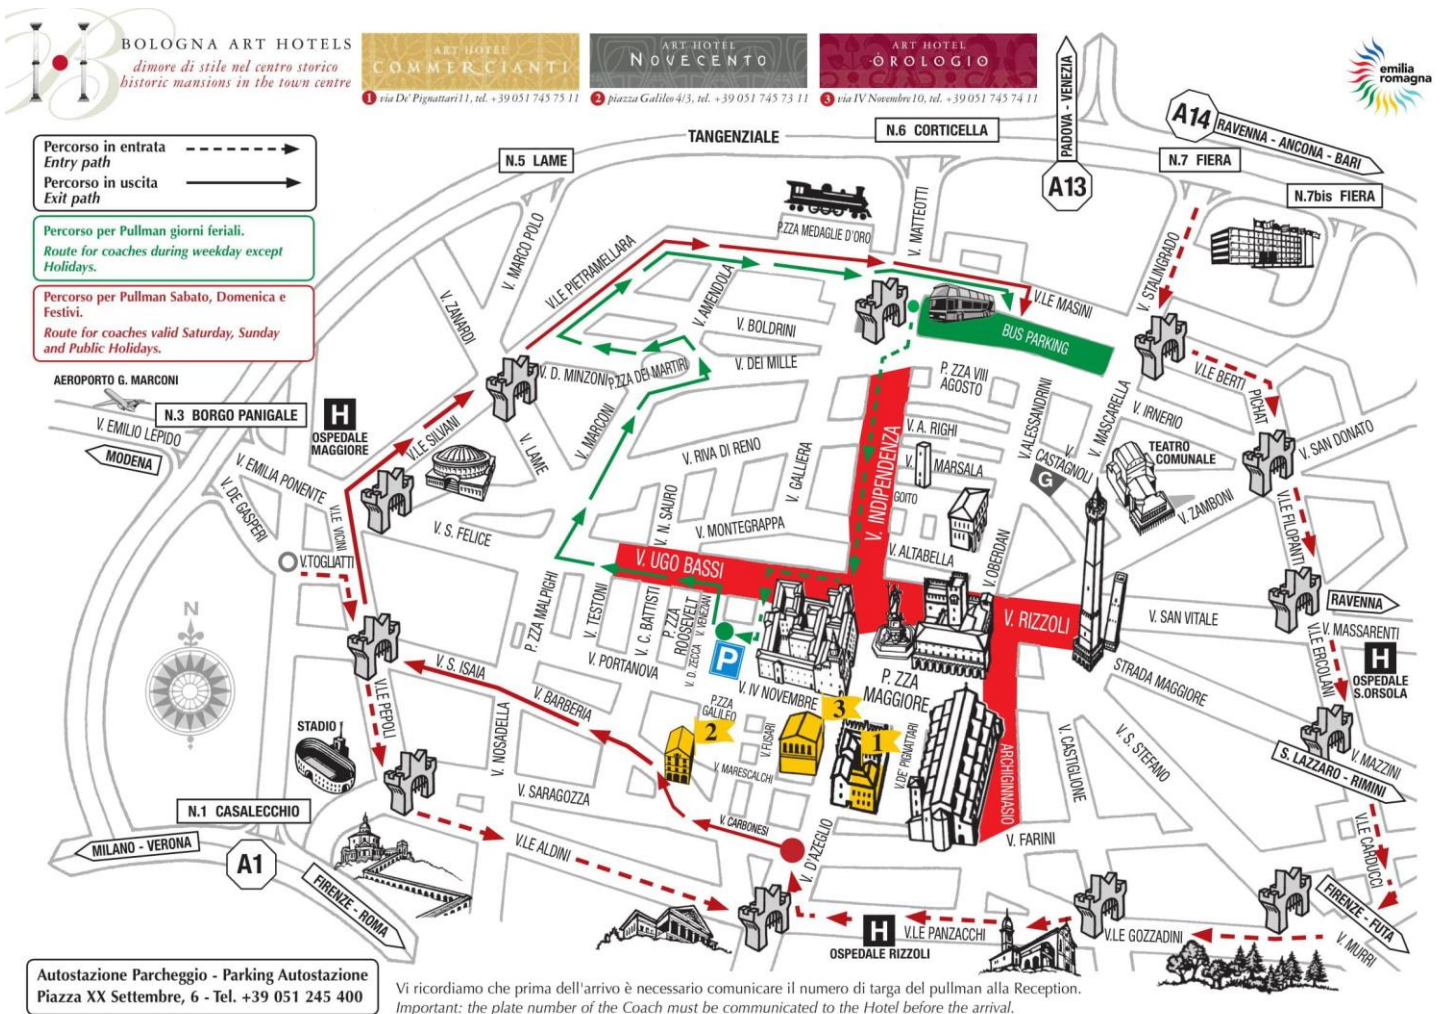 BOLOGNA ART HOTELS
dimore di stile nel centro storico
historic mansions in the town centre
ART HOTEL
COMMERCIANTI
1 via De' Pignattari 11, tel. +39 051 745 75 11
ART HOTEL
NOVECENTO
2 piazza Galileo 4/3, tel. +39 051 745 73 11
ART HOTEL
OROLOGIO
3 via IV Novembre 10, tel. +39 051 745 74 11
emilia
romagna
Percorso in entrata
Entry path
Percorso in uscita
Exit path
Percorso per Pullman giorni feriali.
Route for coaches during weekday except
Holidays.
Percorso per Pullman Sabato, Domenica e
Festivi.
Route for coaches valid Saturday, Sunday
and Public Holidays.
TANGENZIALE
N.5 LAME
N.6 CORTICELLA
PADOVA - VENEZIA
A13
A14
RAVENNA - ANCONA - BARI
N.7 FIERA
N.7bis FIERA
V. MARCO POLO
V. ZANARDI
V.LE PIETRAMELLARA
P.ZZA MEDAGLIE D'ORO
V. MATTEOTTI
V. STALINGRADO
V.LE MASINI
BUS PARKING
V. AMENDOLA
V. BOLDRINI
V. DEI MILLE
V. D. MINZONI
P.ZZA DEI MARTIRI
P. ZZA VIII
AGOSTO
V.LE BERTI
PICHAT
AEROPORTO G. MARCONI
N.3 BORGO PANIGALE
V. EMILIO LEPIDO
MODENA
H
OSPEDALE
MAGGIORE
V.LE SILVANI
V. LAME
V. MARCONI
V. RIVA DI RENO
V. GALLIERA
V. INDIPENDENZA
V. A. RIGHI
V. MARSALA
GOITO
V.ALESSANDRINI
V. MASCARELLA
V. IRNERIO
V. CASTAGNOLI
G
TEATRO
COMUNALE
V. SAN DONATO
V. ZAMBONI
V.LE FILOPANTI
V. EMILIA PONENTE
V. DE GASPERI
V.LE VICINI
V. S. FELICE
V. N. SAURO
V. MONTEGRAPPA
V. ALTABELLA
V. OBERDAN
V.TOGLIATTI
V. UGO BASSI
V. RIZZOLI
V. SAN VITALE
RAVENNA
V. MASSARENTI
H
OSPEDALE
S.ORSOLA
V.LE ERCOLANI
STRADA MAGGIORE
N
P.ZZA MALPIGHI
V. TESTONI
V. C. BATTISTI
P. ZZA
ROOSEVELT
V. VENEZIAN
V. D. ZECCA
P
V. PORTANOVA
V. S. ISAIA
V. BARBERIA
V. IV NOVEMBRE
P. ZZA
MAGGIORE
P.ZZA
GALILEO
2
3
1
V.FUSARI
V.DE' PIGNATTARI
V. MARESCALCHI
V.LE PEPOLI
V. NOSADELLA
STADIO
V. SARAGOZZA
V. CARBONESI
V. D'AZEGLIO
ARCHIGINNASIO
V. CASTIGLIONE
V. S. STEFANO
V. FARINI
V. MAZZINI
S. LAZZARO - RIMINI
V.LE CARDUCCI
N.1 CASALECCHIO
MILANO - VERONA
A1
FIRENZE - ROMA
V.LE ALDINI
H
OSPEDALE RIZZOLI
V.LE PANZACCHI
V.LE GOZZADINI
FIRENZE - FUTA
V. MURRI
Autostazione Parcheggio - Parking Autostazione
Piazza XX Settembre, 6 - Tel. +39 051 245 400
Vi ricordiamo che prima dell'arrivo è necessario comunicare il numero di targa del pullman alla Reception.
Important: the plate number of the Coach must be communicated to the Hotel before the arrival.